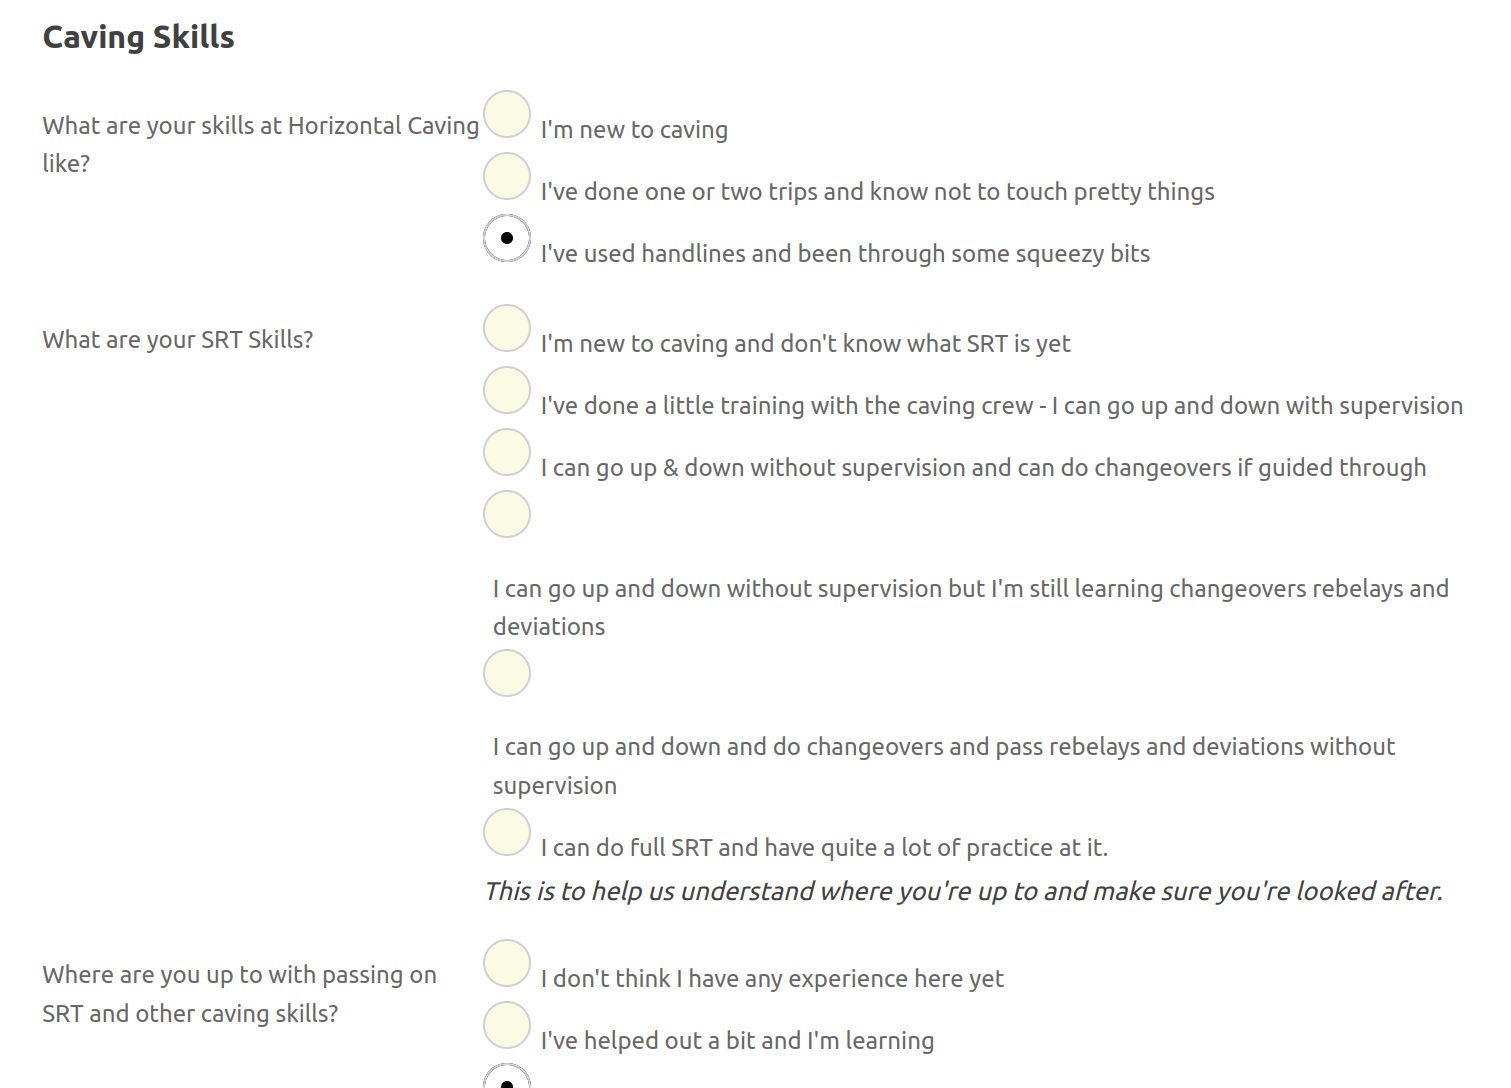 Caving Skills
What are your skills at Horizontal Caving
like?
I'm new to caving
I've done one or two trips and know not to touch pretty things
I've used handlines and been through some squeezy bits
What are your SRT Skills?
I'm new to caving and don't know what SRT is yet
I've done a little training with the caving crew - I can go up and down with supervision
I can go up & down without supervision and can do changeovers if guided through
I can go up and down without supervision but I'm still learning changeovers rebelays and
deviations
I can go up and down and do changeovers and pass rebelays and deviations without
supervision
I can do full SRT and have quite a lot of practice at it.
This is to help us understand where you're up to and make sure you're looked after.
Where are you up to with passing on
SRT and other caving skills?
I don't think I have any experience here yet
I've helped out a bit and I'm learning